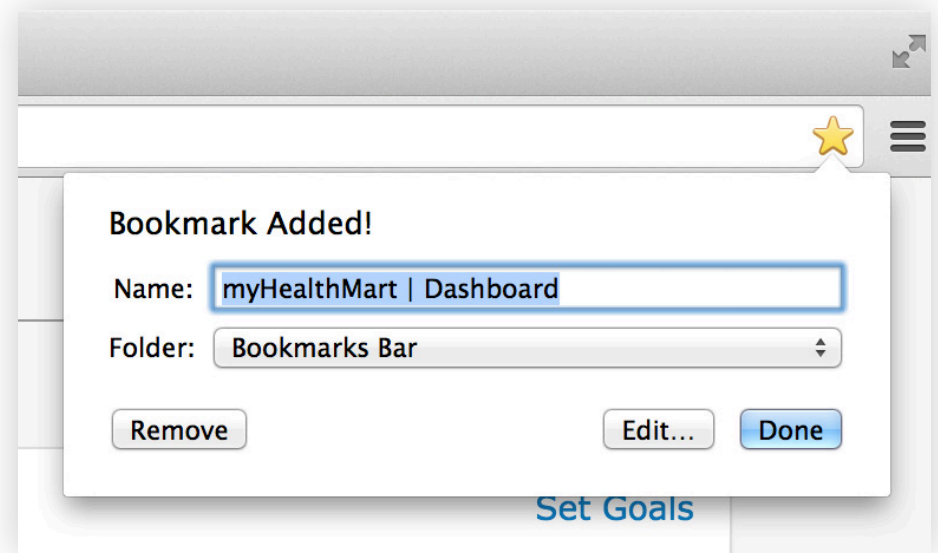 Bookmark Added!
Name: myHealthMart | Dashboard
Folder: Bookmarks Bar
Remove Edit... Done
Set Goals